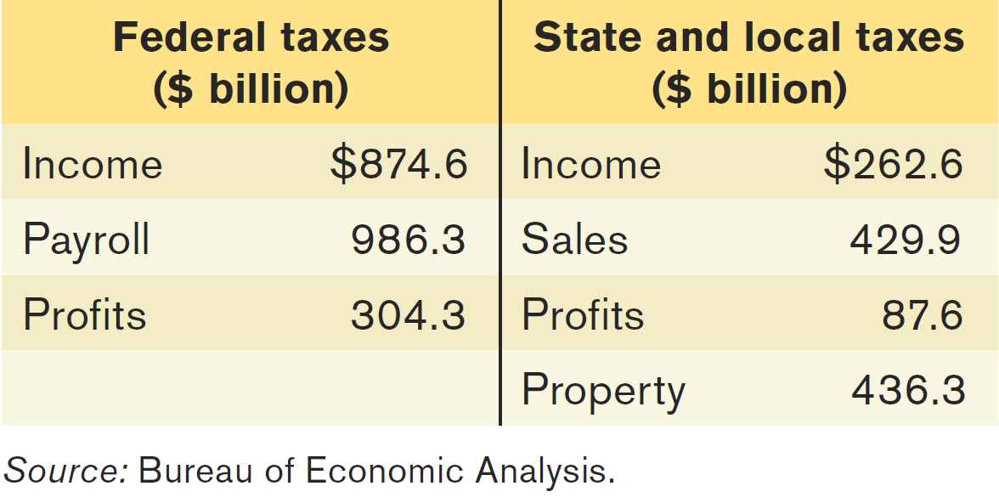 Federal taxes
($ billion)
State and local taxes
($ billion)
Income $874.6 Income $262.6
Payroll 986.3 Sales 429.9
Profits 304.3 Profits 87.6
Property 436.3
Source: Bureau of Economic Analysis.